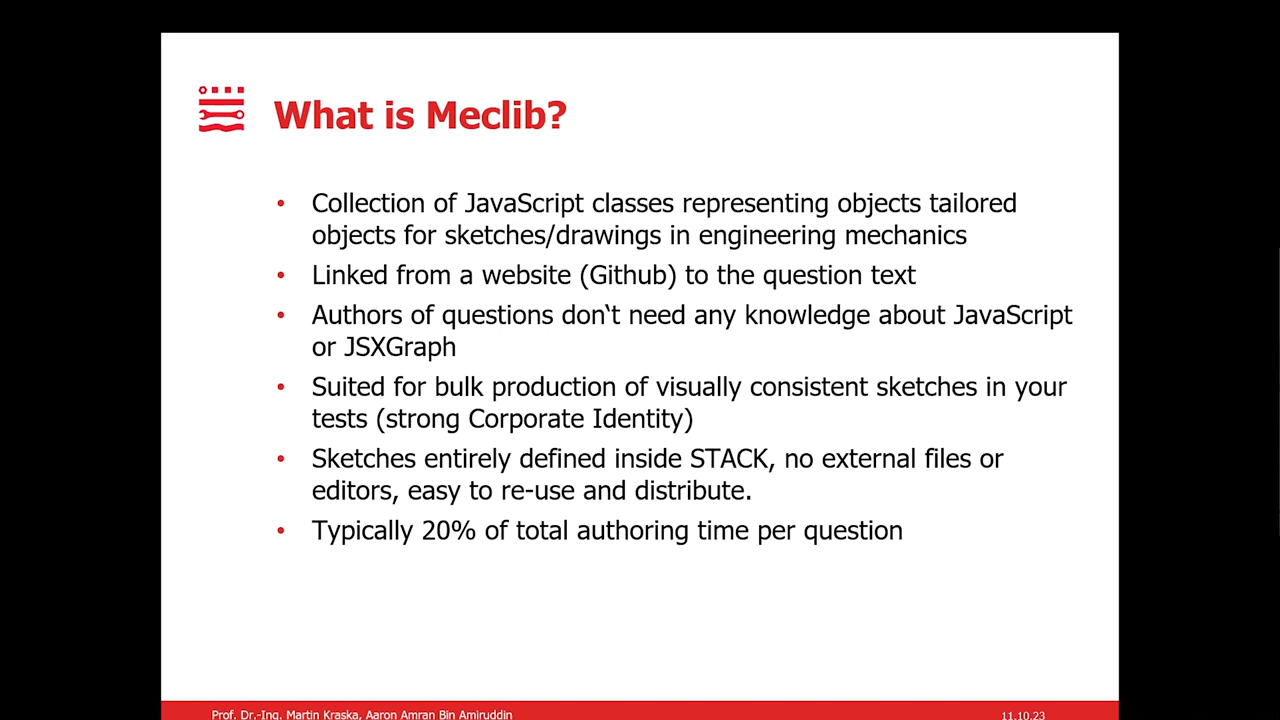 What is Meclib?
• Collection of JavaScript classes representing objects tailored
objects for sketches/drawings in engineering mechanics
• Linked from a website (Github) to the question text
• Authors of questions don‘t need any knowledge about JavaScript
or JSXGraph
• Suited for bulk production of visually consistent sketches in your
tests (strong Corporate Identity)
• Sketches entirely defined inside STACK, no external files or
editors, easy to re-use and distribute.
• Typically 20% of total authoring time per question
Prof. Dr.-Ing. Martin Kraska, Aaron Amran Bin Amiruddin
11.10.23